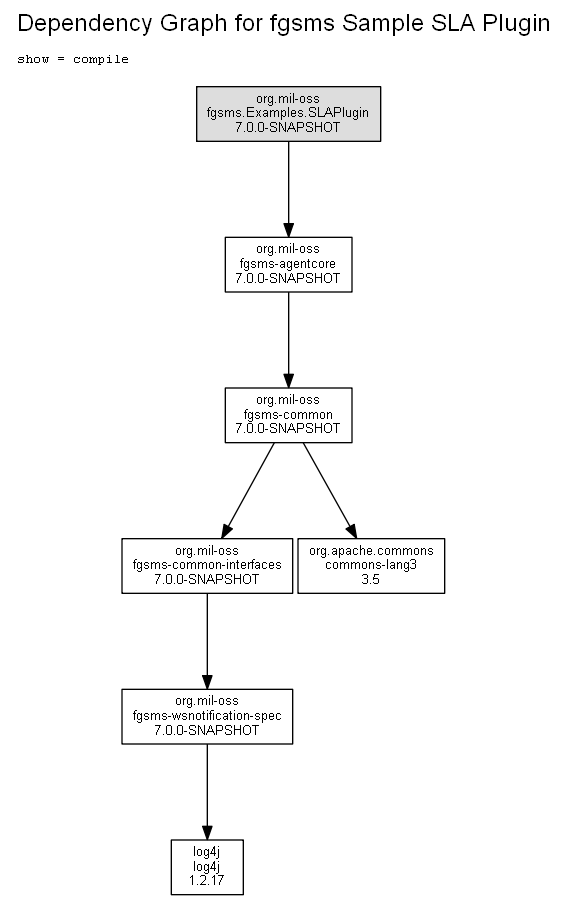 Dependency Graph for fgsms Sample SLA Plugin
show = compile
org.mil-oss
fgsms.Examples.SLAPlugin
7.0.0-SNAPSHOT
org.mil-oss
fgsms-agentcore
7.0.0-SNAPSHOT
org.mil-oss
fgsms-common
7.0.0-SNAPSHOT
org.mil-oss
fgsms-common-interfaces
7.0.0-SNAPSHOT
org.apache.commons
commons-lang3
3.5
org.mil-oss
fgsms-wsnotification-spec
7.0.0-SNAPSHOT
log4j
log4j
1.2.17